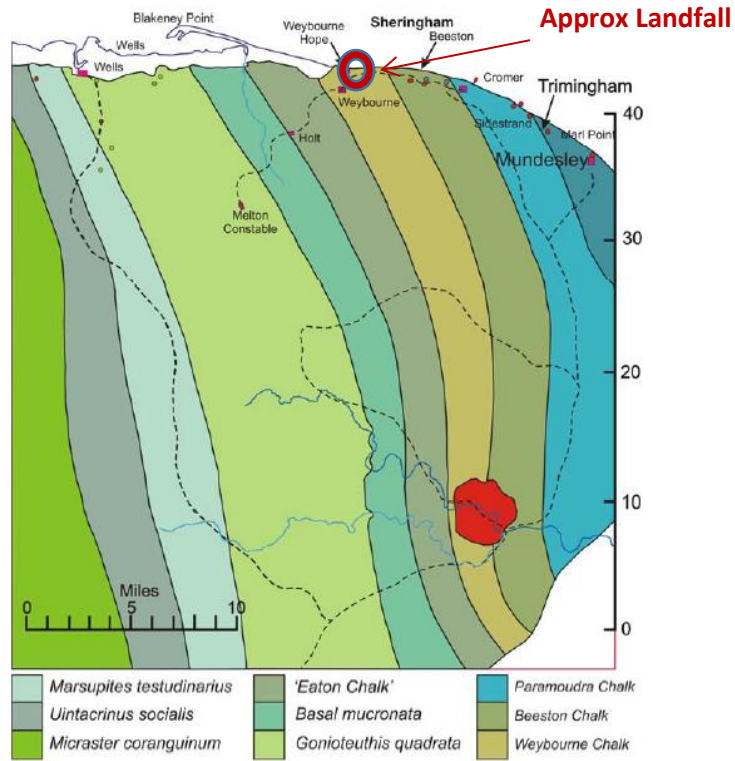 Approx Landfall
Blakeney Point
Weybourne
Hope
Sheringham
Beeston
Wells
Wells
Weybourne
Cromer
Trimingham
Sidestrand
Marl Point
Mundesley
Holt
Melton
Constable
40
30
20
10
0
Miles
0
5
10
Marsupites testudinarius
'Eaton Chalk'
Paramoudra Chalk
Uintacrinus socialis
Basal mucronata
Beeston Chalk
Micraster coranguinum
Gonioteuthis quadrata
Weybourne Chalk